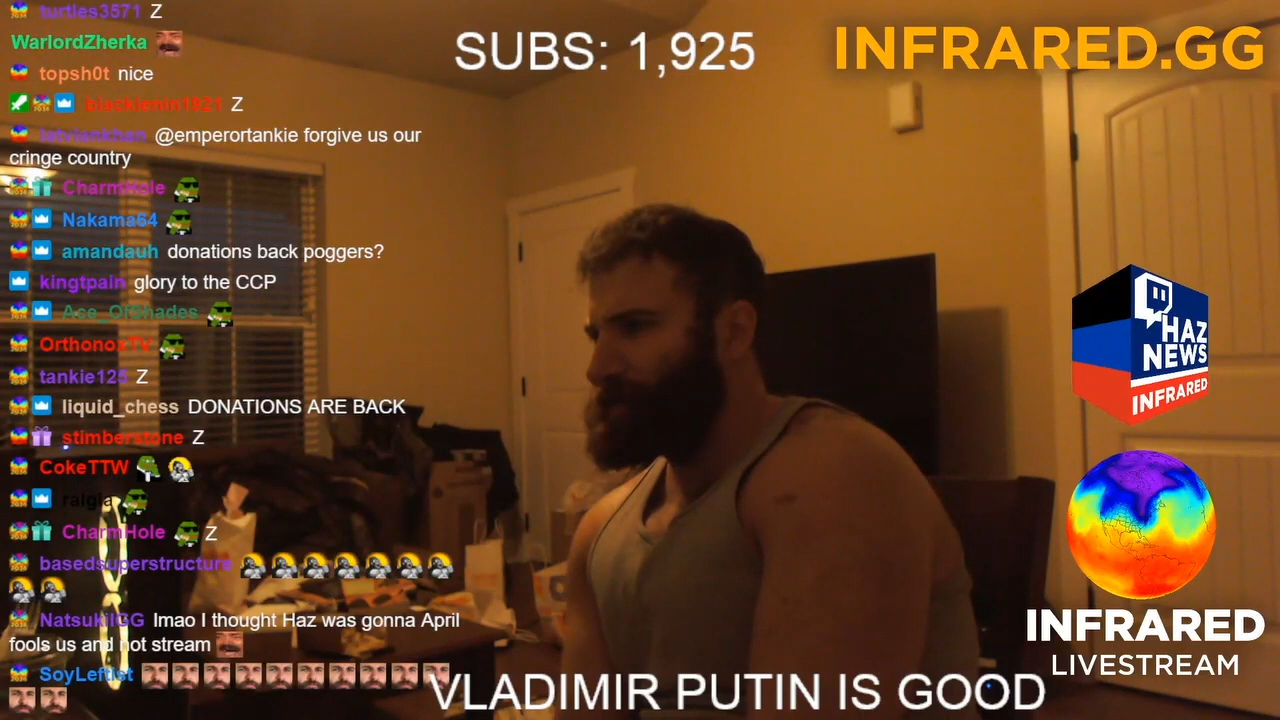 turtles3571 Z
WarlordZherka
topsh0t nice
blacklenin1921 Z
latviankhan @emperortankie forgive us our
cringe country
CharmHole
Nakama64
amandauh donations back poggers?
kingtpain glory to the CCP
Ace_OfShades
OrthonoxTV
tankie125 Z
liquid_chess DONATIONS ARE BACK
stimberstone Z
CokeTTW
ralgia
CharmHole Z
basedsuperstructure
NatsukiIGG lmao I thought Haz was gonna April
fools us and not stream
SoyLeftist
SUBS: 1,925
INFRARED.GG
HAZ
NEWS
INFRARED
INFRARED
LIVESTREAM
VLADIMIR PUTIN IS GOOD